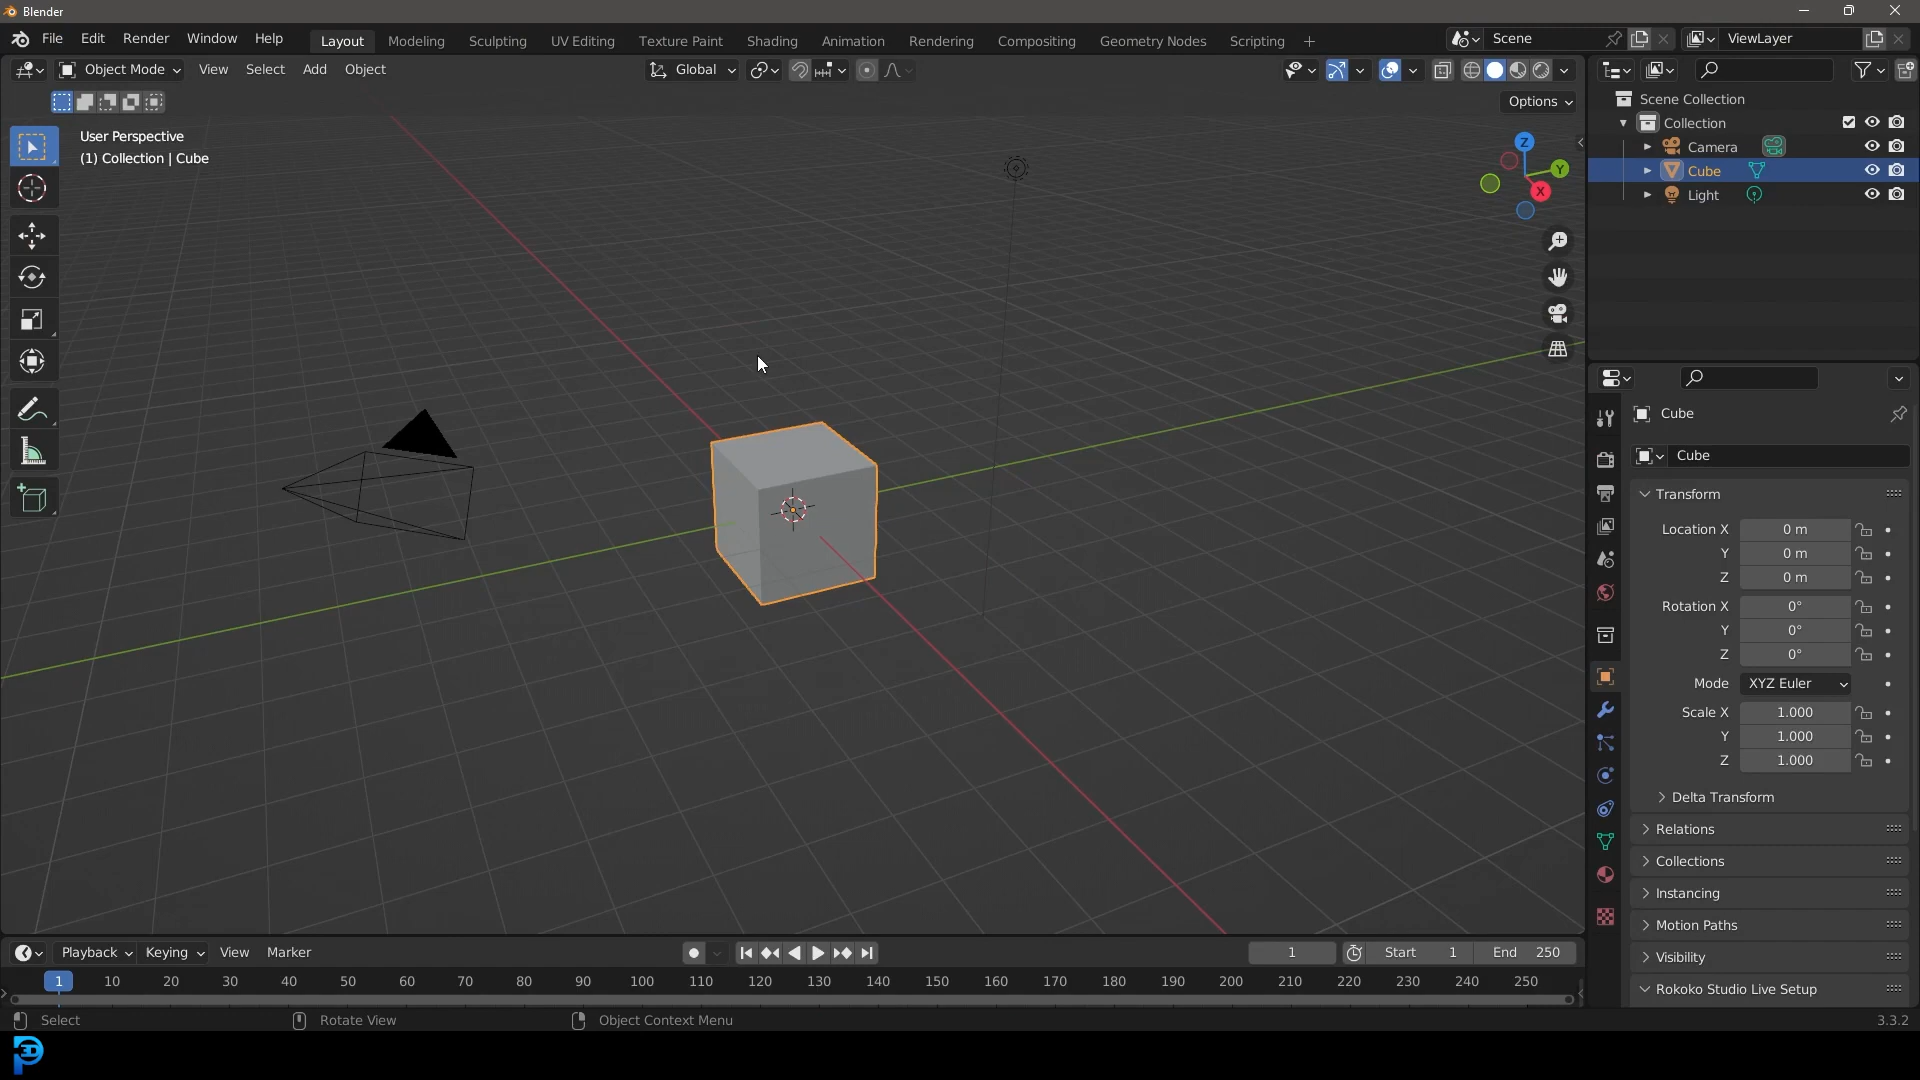 Blender
File Edit Render Window Help Layout Modeling Sculpting UV Editing Texture Paint Shading Animation Rendering Compositing Geometry Nodes Scripting Scene ViewLayer
Object Mode View Select Add Object Global
Options
User Perspective
(1) Collection | Cube
Z
Y
X
Scene Collection
Collection
Camera
Cube
Light
Cube
Cube
Transform
Location X 0 m
Y 0 m
Z 0 m
Rotation X 0°
Y 0°
Z 0°
Mode XYZ Euler
Scale X 1.000
Y 1.000
Z 1.000
Delta Transform
Relations
Collections
Instancing
Motion Paths
Visibility
Rokoko Studio Live Setup
Playback Keying View Marker 1 Start 1 End 250
1 10 20 30 40 50 60 70 80 90 100 110 120 130 140 150 160 170 180 190 200 210 220 230 240 250
Select Rotate View Object Context Menu 3.3.2
3D